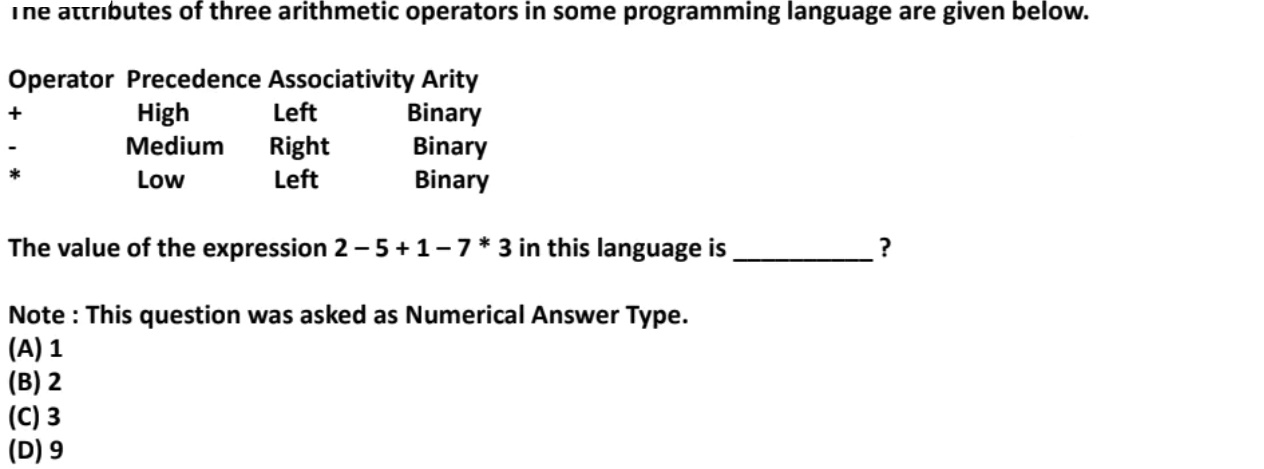 The attributes of three arithmetic operators in some programming language are given below.
Operator Precedence Associativity Arity
+ High Left Binary
- Medium Right Binary
* Low Left Binary
The value of the expression 2 – 5 + 1 – 7 * 3 in this language is __________ ?
Note : This question was asked as Numerical Answer Type.
(A) 1
(B) 2
(C) 3
(D) 9